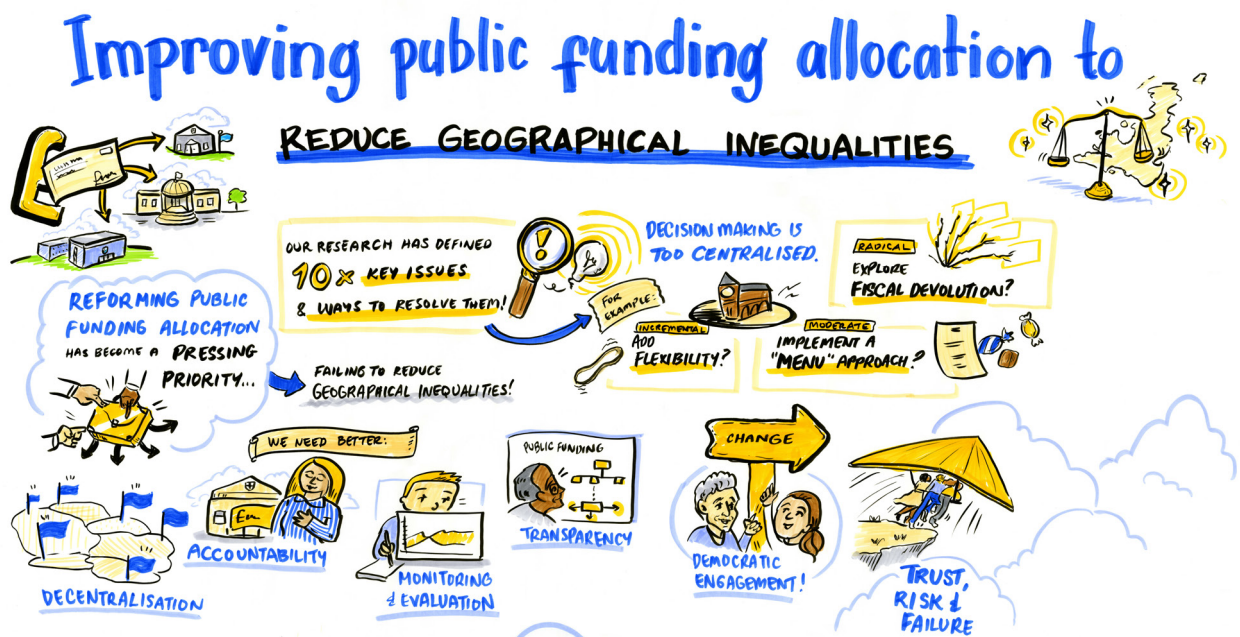 Improving public funding allocation to
REDUCE GEOGRAPHICAL INEQUALITIES
OUR RESEARCH HAS DEFINED
10x KEY ISSUES
& WAYS TO RESOLVE THEM!
DECISION MAKING IS
TOO CENTRALISED.
FOR
EXAMPLE:
INCREMENTAL
ADD
FLEXIBILITY?
MODERATE
IMPLEMENT A
"MENU" APPROACH?
RADICAL
EXPLORE
FISCAL DEVOLUTION?
REFORMING PUBLIC
FUNDING ALLOCATION
HAS BECOME A PRESSING
PRIORITY...
FAILING TO REDUCE
GEOGRAPHICAL INEQUALITIES!
WE NEED BETTER:
DECENTRALISATION
ACCOUNTABILITY
MONITORING
& EVALUATION
PUBLIC FUNDING
TRANSPARENCY
CHANGE
DEMOCRATIC
ENGAGEMENT!
TRUST,
RISK &
FAILURE